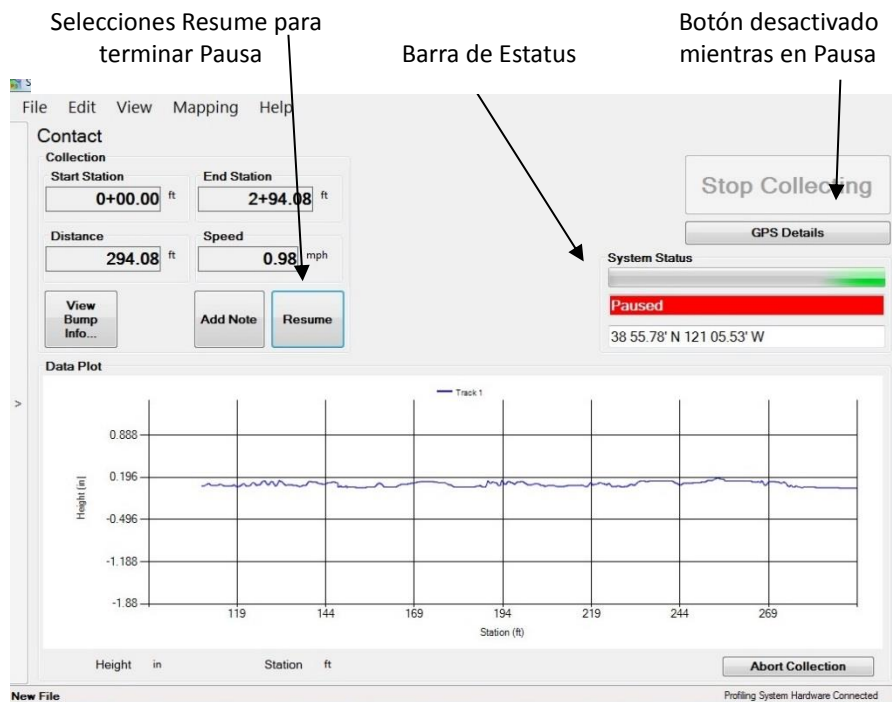 Selecciones Resume para
terminar Pausa
Barra de Estatus
Botón desactivado
mientras en Pausa
S
File Edit View Mapping Help
Contact
Collection
Start Station
0+00.00 ft
End Station
2+94.08 ft
Distance
294.08 ft
Speed
0.98 mph
View
Bump
Info...
Add Note
Resume
Stop Collecting
GPS Details
System Status
Paused
38 55.78' N 121 05.53' W
Data Plot
>
Track 1
0.888
0.196
-0.496
-1.188
-1.88
Height [in]
119 144 169 194 219 244 269
Station (ft)
Height in Station ft
Abort Collection
New File
Profiling System Hardware Connected